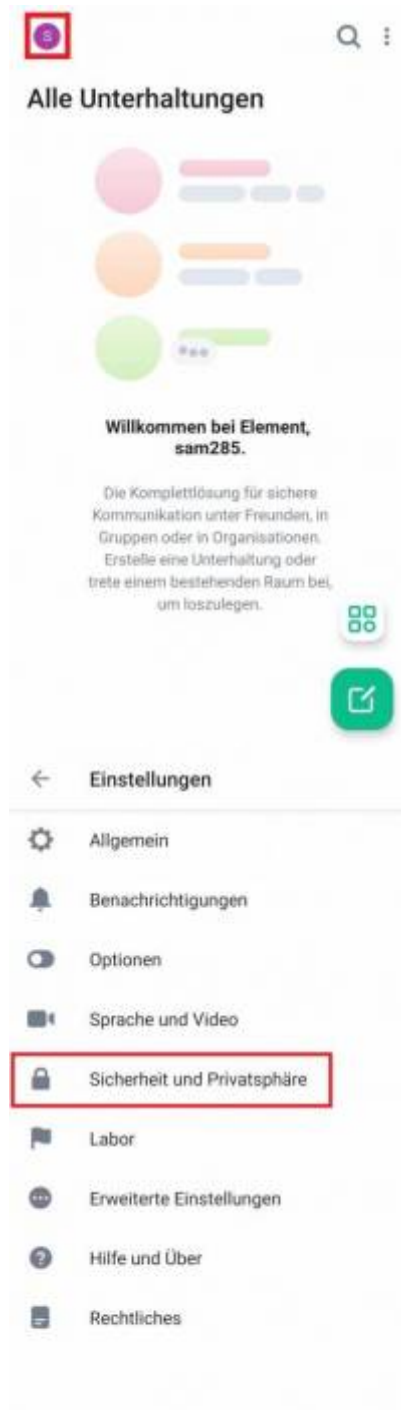 S
Alle Unterhaltungen
Willkommen bei Element,
sam285.
Die Komplettlösung für sichere
Kommunikation unter Freunden, in
Gruppen oder in Organisationen.
Erstelle eine Unterhaltung oder
trete einem bestehenden Raum bei,
um loszulegen.
Einstellungen
Allgemein
Benachrichtigungen
Optionen
Sprache und Video
Sicherheit und Privatsphäre
Labor
Erweiterte Einstellungen
Hilfe und Über
Rechtliches